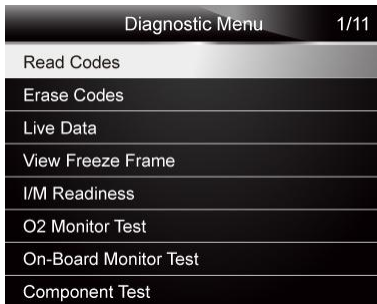 Diagnostic Menu 1/11
Read Codes
Erase Codes
Live Data
View Freeze Frame
I/M Readiness
O2 Monitor Test
On-Board Monitor Test
Component Test